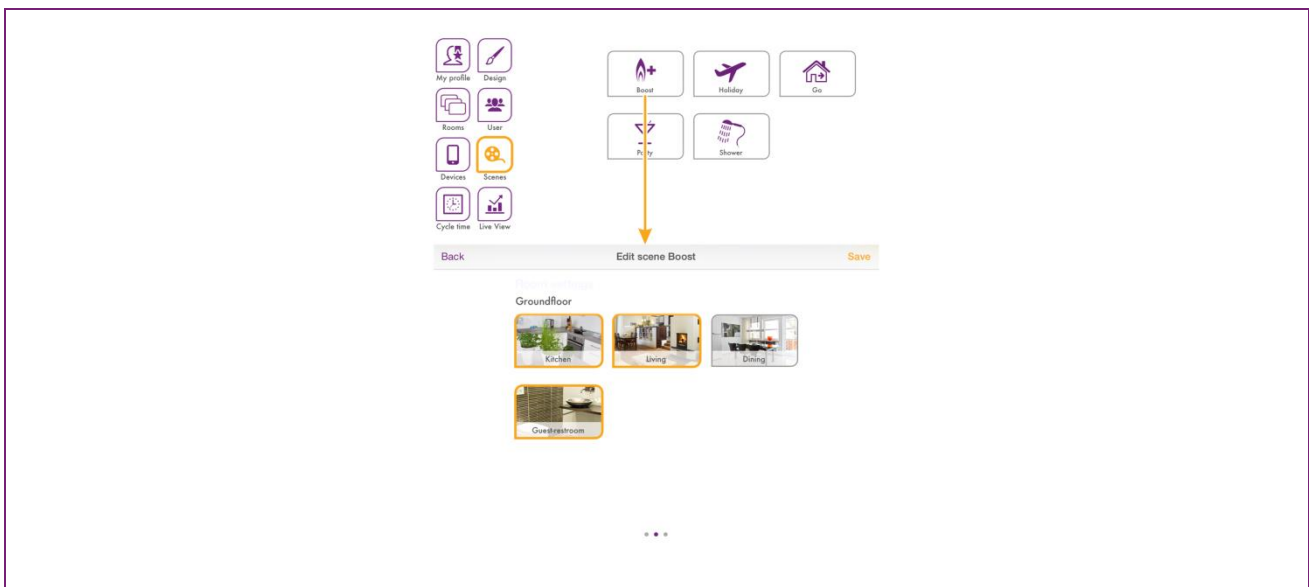 My profile Design
Boost Holiday Go
Rooms User
Devices Scenes
Party Shower
Cycle time Live View
Back Edit scene Boost Save
Groundfloor
Kitchen Living Dining
Guest-restroom